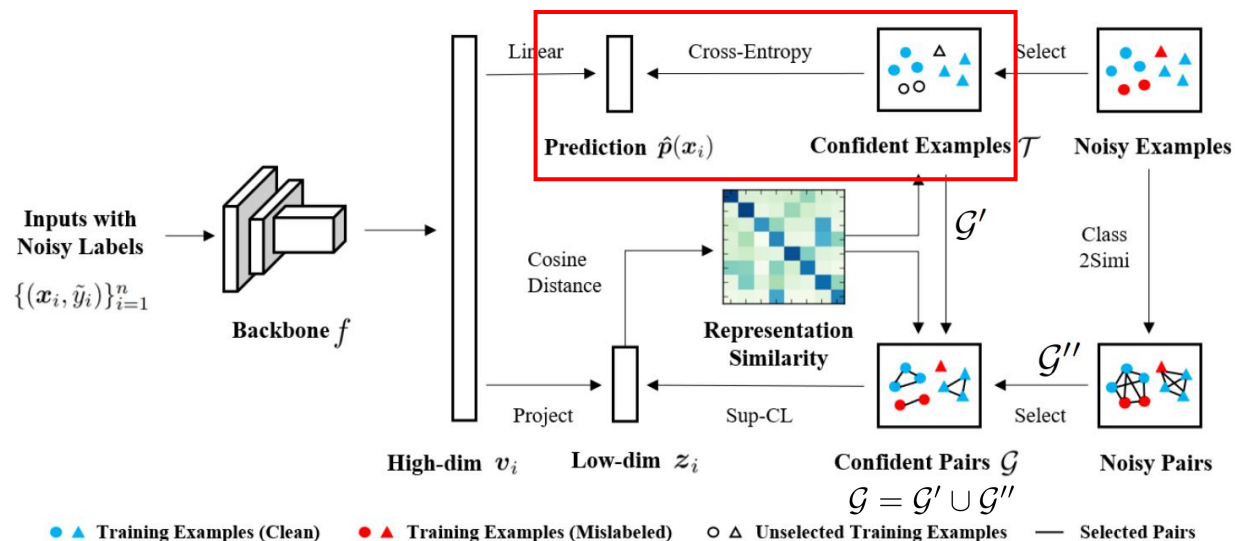 Linear
Cross-Entropy
Select
Prediction p̂(xᵢ)
Confident Examples 𝒯
Noisy Examples
Inputs with
Noisy Labels
{(xᵢ, ỹᵢ)}ⁿᵢ₌₁
Backbone f
Cosine
Distance
𝒢′
Class
2Simi
Representation
Similarity
𝒢″
Project
Sup-CL
Select
High-dim vᵢ
Low-dim zᵢ
Confident Pairs 𝒢
Noisy Pairs
𝒢 = 𝒢′ ∪ 𝒢″
Training Examples (Clean)
Training Examples (Mislabeled)
Unselected Training Examples
Selected Pairs